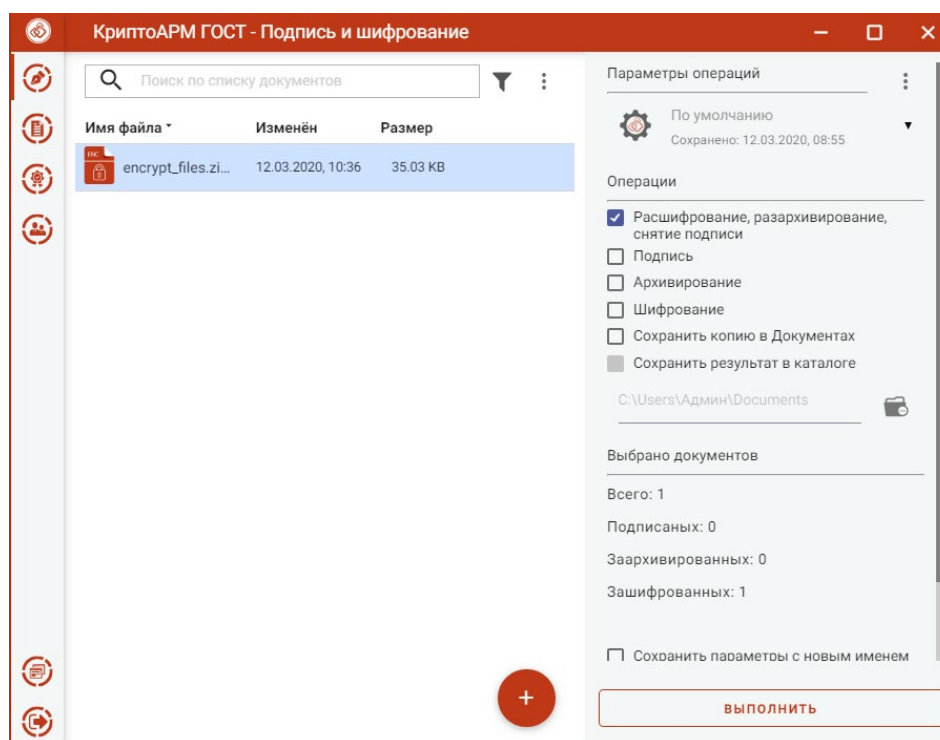 КриптоАРМ ГОСТ - Подпись и шифрование
Поиск по списку документов
Имя файла Изменён Размер
ENC
encrypt_files.zi... 12.03.2020, 10:36 35.03 KB
Параметры операций
По умолчанию
Сохранено: 12.03.2020, 08:55
Операции
Расшифрование, разархивирование,
снятие подписи
Подпись
Архивирование
Шифрование
Сохранить копию в Документах
Сохранить результат в каталоге
C:\Users\Админ\Documents
Выбрано документов
Всего: 1
Подписаных: 0
Заархивированных: 0
Зашифрованных: 1
Сохранить параметры с новым именем
+
ВЫПОЛНИТЬ